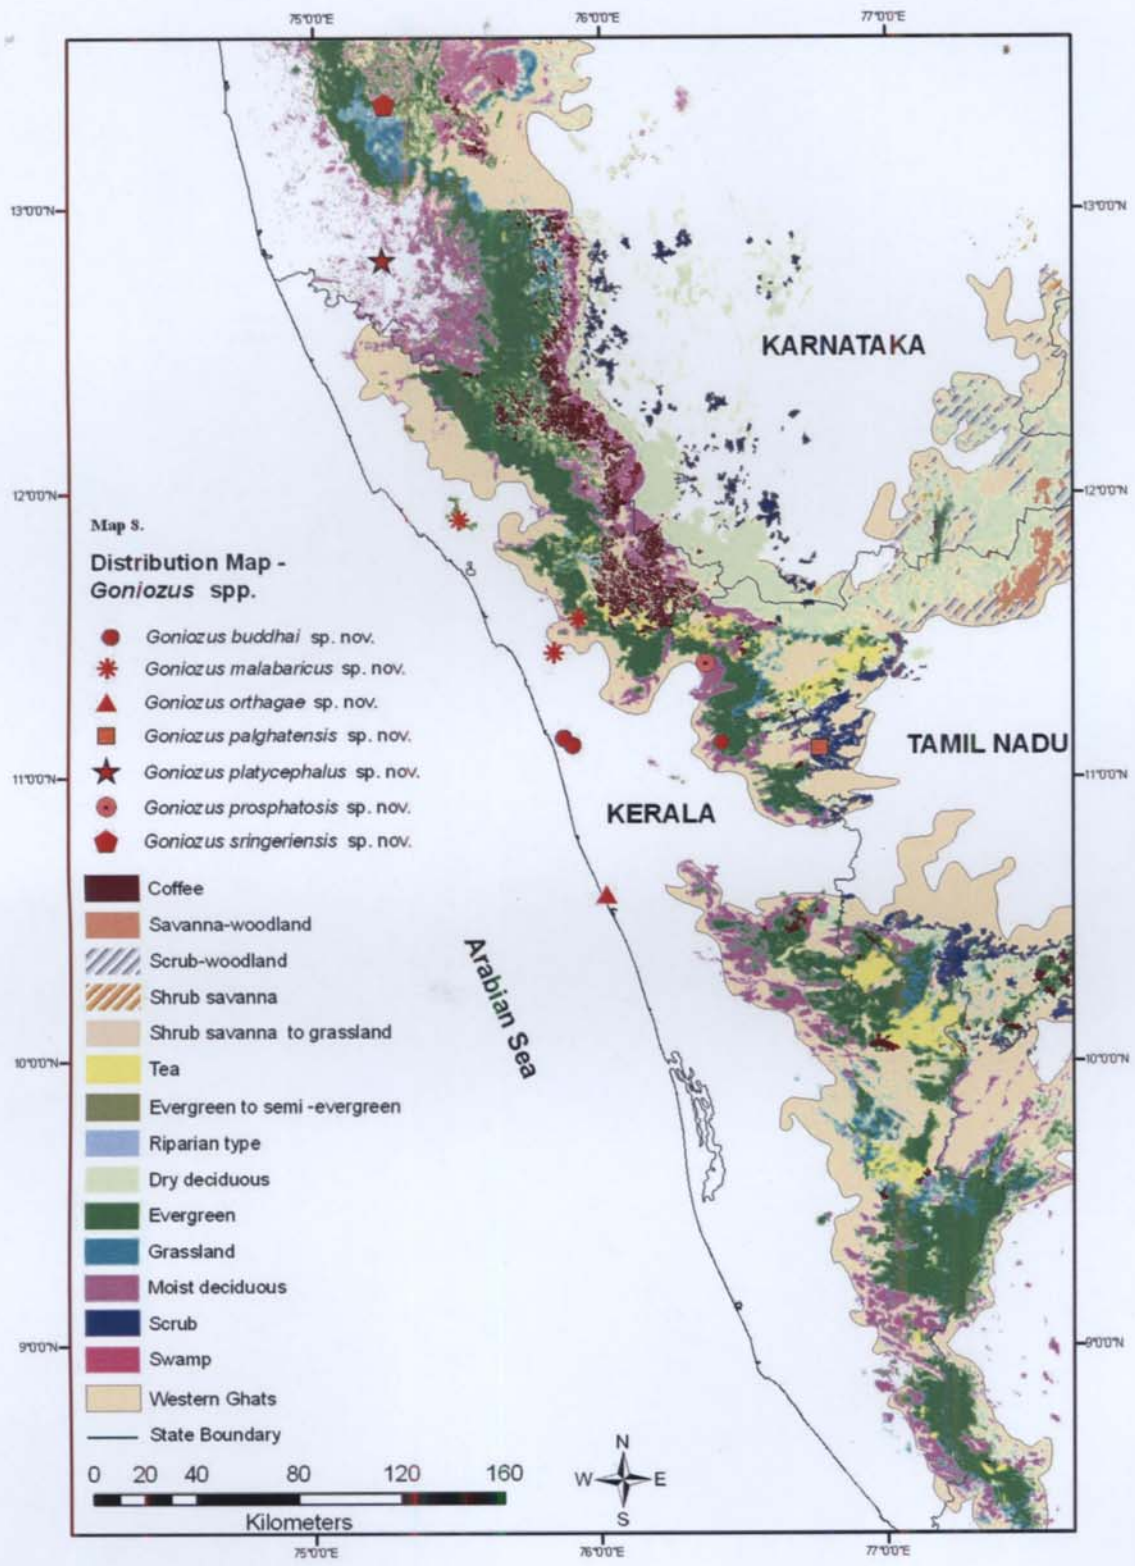 75°0'0"E 76°0'0"E 77°0'0"E
13°0'0"N 13°0'0"N
KARNATAKA
12°0'0"N 12°0'0"N
Map 8.
Distribution Map -
Goniozus spp.
Goniozus buddhai sp. nov.
Goniozus malabaricus sp. nov.
Goniozus orthagae sp. nov.
Goniozus palghatensis sp. nov.
Goniozus platycephalus sp. nov.
Goniozus prosphatosis sp. nov.
Goniozus sringeriensis sp. nov.
TAMIL NADU
11°0'0"N 11°0'0"N
KERALA
Coffee
Savanna-woodland
Scrub-woodland
Shrub savanna
Shrub savanna to grassland
Tea
Evergreen to semi -evergreen
Riparian type
Dry deciduous
Evergreen
Grassland
Moist deciduous
Scrub
Swamp
Western Ghats
State Boundary
Arabian Sea
10°0'0"N 10°0'0"N
9°0'0"N 9°0'0"N
0 20 40 80 120 160
Kilometers
N
W E
S
75°0'0"E 76°0'0"E 77°0'0"E